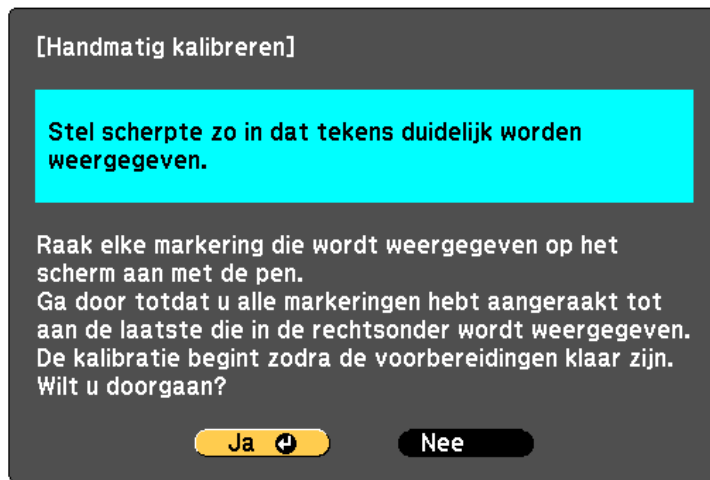 [Handmatig kalibreren]
Stel scherpte zo in dat tekens duidelijk worden
weergegeven.
Raak elke markering die wordt weergegeven op het
scherm aan met de pen.
Ga door totdat u alle markeringen hebt aangeraakt tot
aan de laatste die in de rechtsonder wordt weergegeven.
De kalibratie begint zodra de voorbereidingen klaar zijn.
Wilt u doorgaan?
Ja
Nee